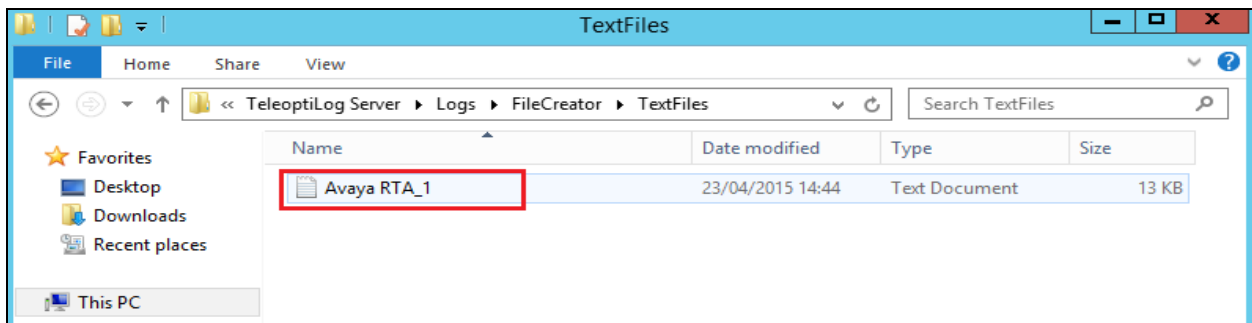 TextFiles
File Home Share View
« TeleoptiLog Server ▸ Logs ▸ FileCreator ▸ TextFiles Search TextFiles
Favorites
Desktop
Downloads
Recent places
This PC
Name Date modified Type Size
Avaya RTA_1 23/04/2015 14:44 Text Document 13 KB